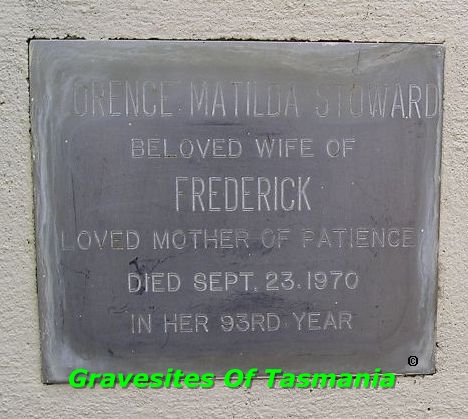 ORENCE MATILDA STOWARD
BELOVED WIFE OF
FREDERICK
LOVED MOTHER OF PATIENCE
DIED SEPT. 23. 1970
IN HER 93RD YEAR
©
Gravesites Of Tasmania